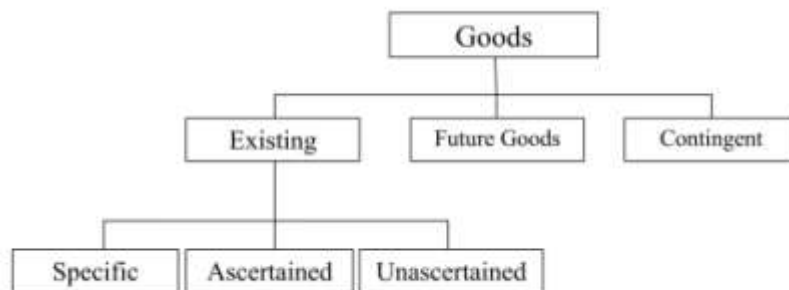 Goods
Existing
Future Goods
Contingent
Specific
Ascertained
Unascertained